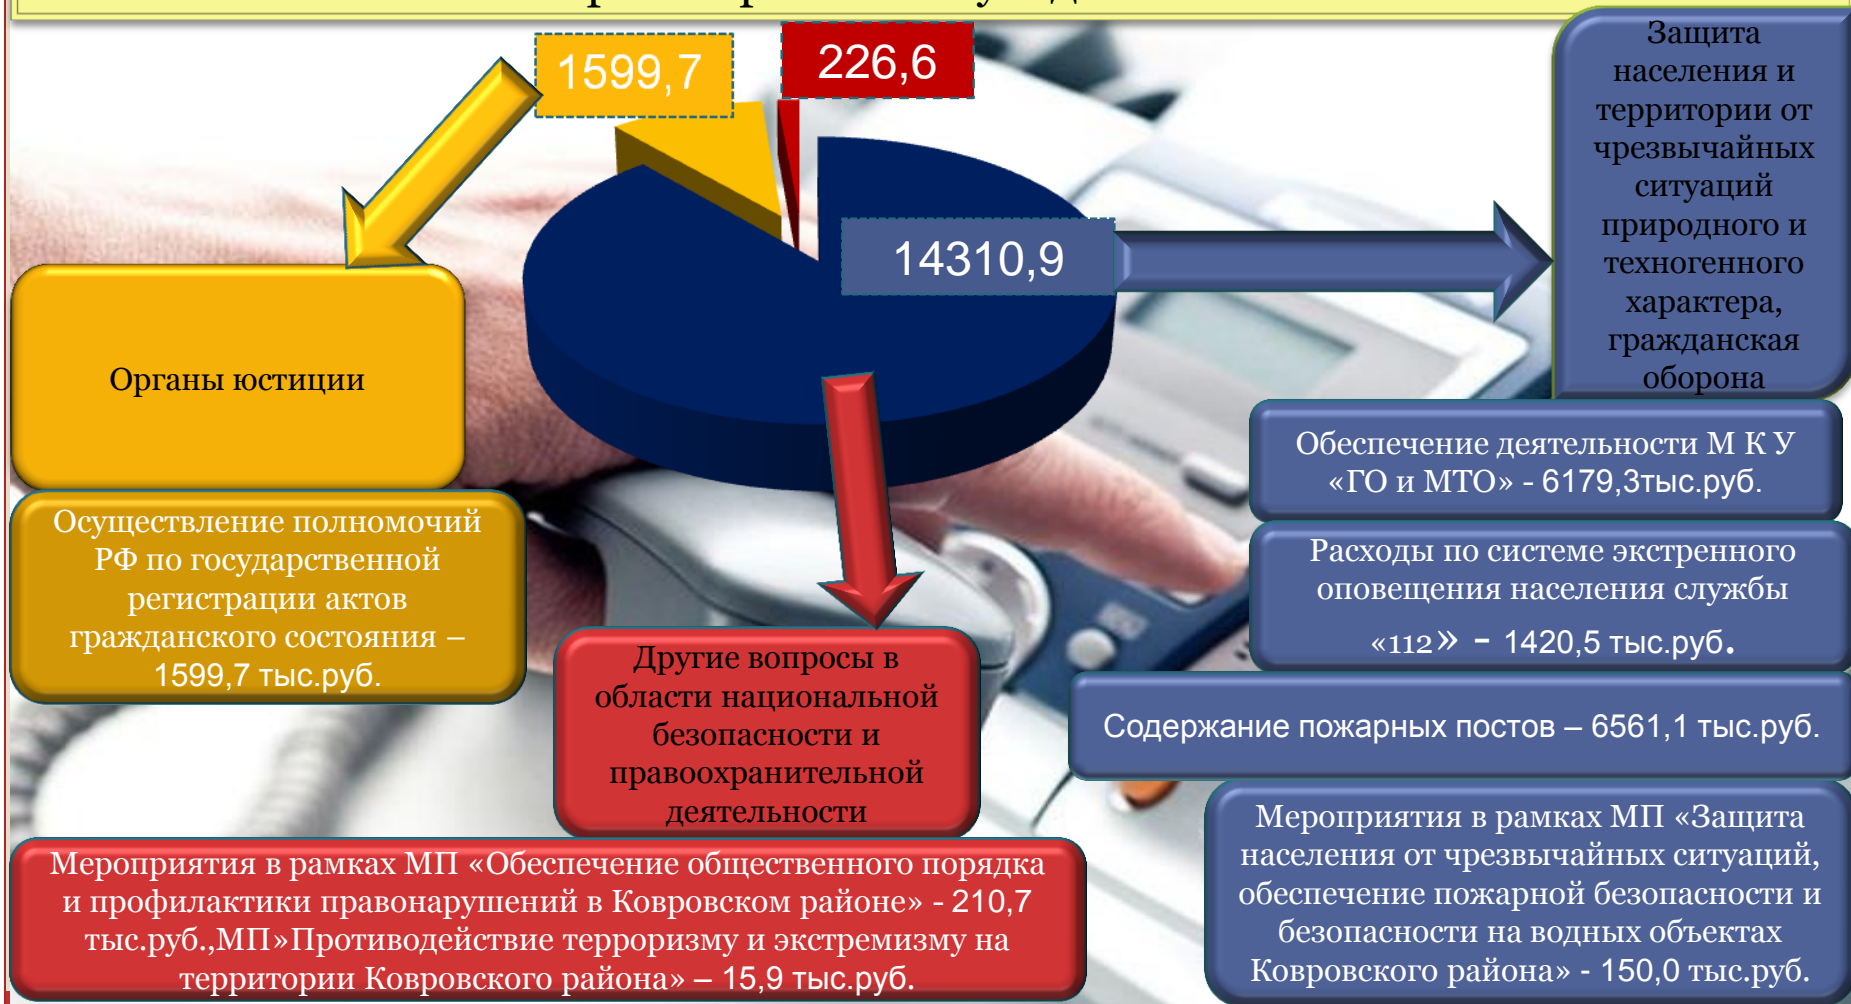 1599,7
226,6
14310,9
Защита
населения и
территории от
чрезвычайных
ситуаций
природного и
техногенного
характера,
гражданская
оборона
Органы юстиции
Осуществление полномочий
РФ по государственной
регистрации актов
гражданского состояния –
1599,7 тыс.руб.
Другие вопросы в
области национальной
безопасности и
правоохранительной
деятельности
Мероприятия в рамках МП «Обеспечение общественного порядка
и профилактики правонарушений в Ковровском районе» - 210,7
тыс.руб.,МП»Противодействие терроризму и экстремизму на
территории Ковровского района» – 15,9 тыс.руб.
Обеспечение деятельности М К У
«ГО и МТО» - 6179,3тыс.руб.
Расходы по системе экстренного
оповещения населения службы
«112» - 1420,5 тыс.руб.
Содержание пожарных постов – 6561,1 тыс.руб.
Мероприятия в рамках МП «Защита
населения от чрезвычайных ситуаций,
обеспечение пожарной безопасности и
безопасности на водных объектах
Ковровского района» - 150,0 тыс.руб.